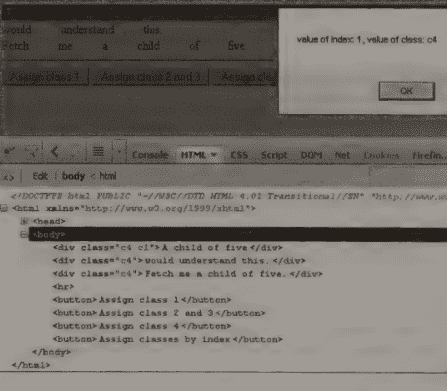 would understand this.
Fetch me a child of five
Assign class 1 Assign class 2 and 3 Assign cla
value of index: 1, value of class: c4
OK
Console HTML CSS Script DOM Net Cookies Firefin...
Edit body < html
<!DOCTYPE html PUBLIC "-//W3C//DTD HTML 4.01 Transitional//EN" "http://www.w
<html xmlns="http://www.w3.org/1999/xhtml">
<head>
<body>
<div class="c4 c1">A child of five</div>
<div class="c4">would understand this.</div>
<div class="c4">Fetch me a child of five.</div>
<hr>
<button>Assign class 1</button>
<button>Assign class 2 and 3</button>
<button>Assign class 4</button>
<button>Assign classes by index</button>
</body>
</html>